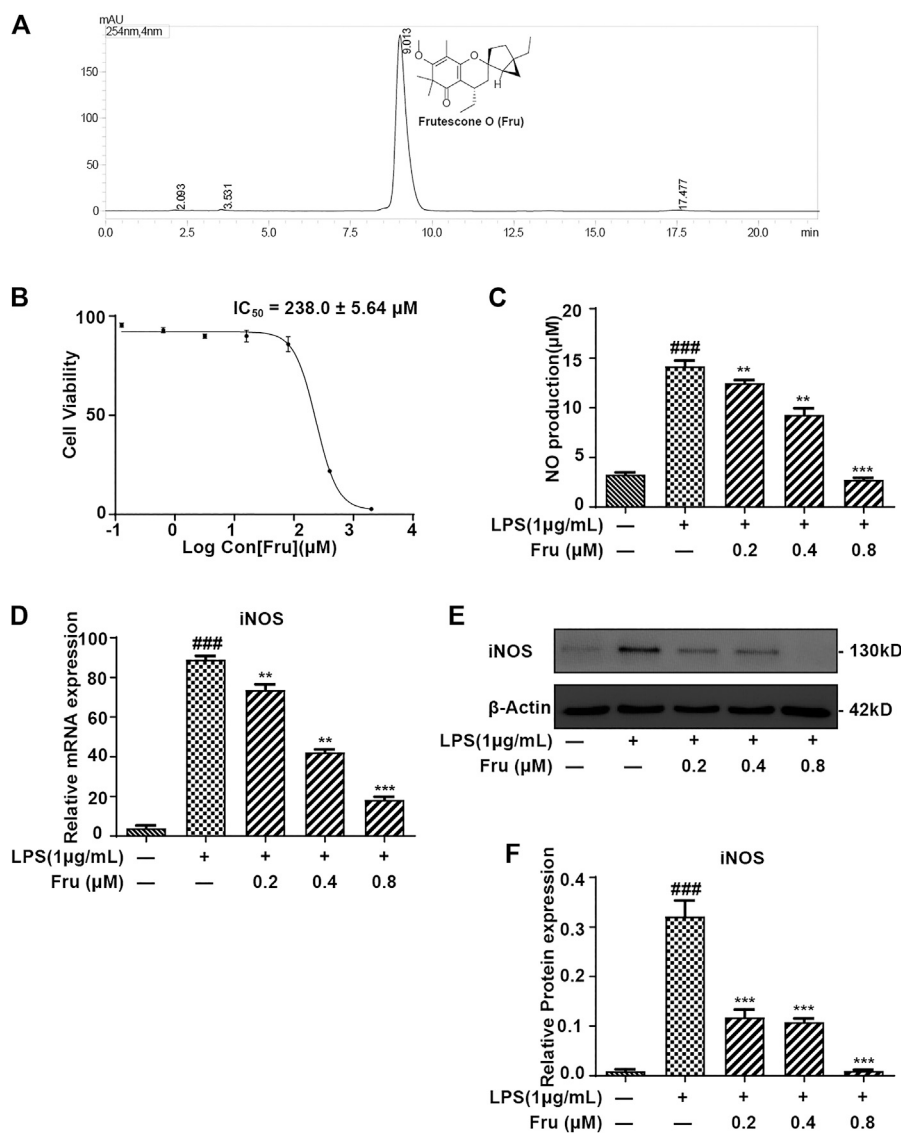 A
mAU
254nm,4nm
9.013
O
O
H
O
Frutescone O (Fru)
150
100
50
0
2.093
3.531
17.477
0.0 2.5 5.0 7.5 10.0 12.5 15.0 17.5 20.0 min
B
IC50 = 238.0 ± 5.64 µM
Cell Viability
100
50
0
-1 0 1 2 3 4
Log Con[Fru](µM)
C
NO production(µM)
20
15
10
5
0
###
**
**
***
LPS(1µg/mL) — + + + +
Fru (µM) — — 0.2 0.4 0.8
D
iNOS
Relative mRNA expression
100
80
60
40
20
0
###
**
**
***
LPS(1µg/mL) — + + + +
Fru (µM) — — 0.2 0.4 0.8
E
iNOS - 130kD
β-Actin - 42kD
LPS(1µg/mL) — + + + +
Fru (µM) — — 0.2 0.4 0.8
F
iNOS
Relative Protein expression
0.4
0.3
0.2
0.1
0.0
###
***
***
***
LPS(1µg/mL) — + + + +
Fru (µM) — — 0.2 0.4 0.8